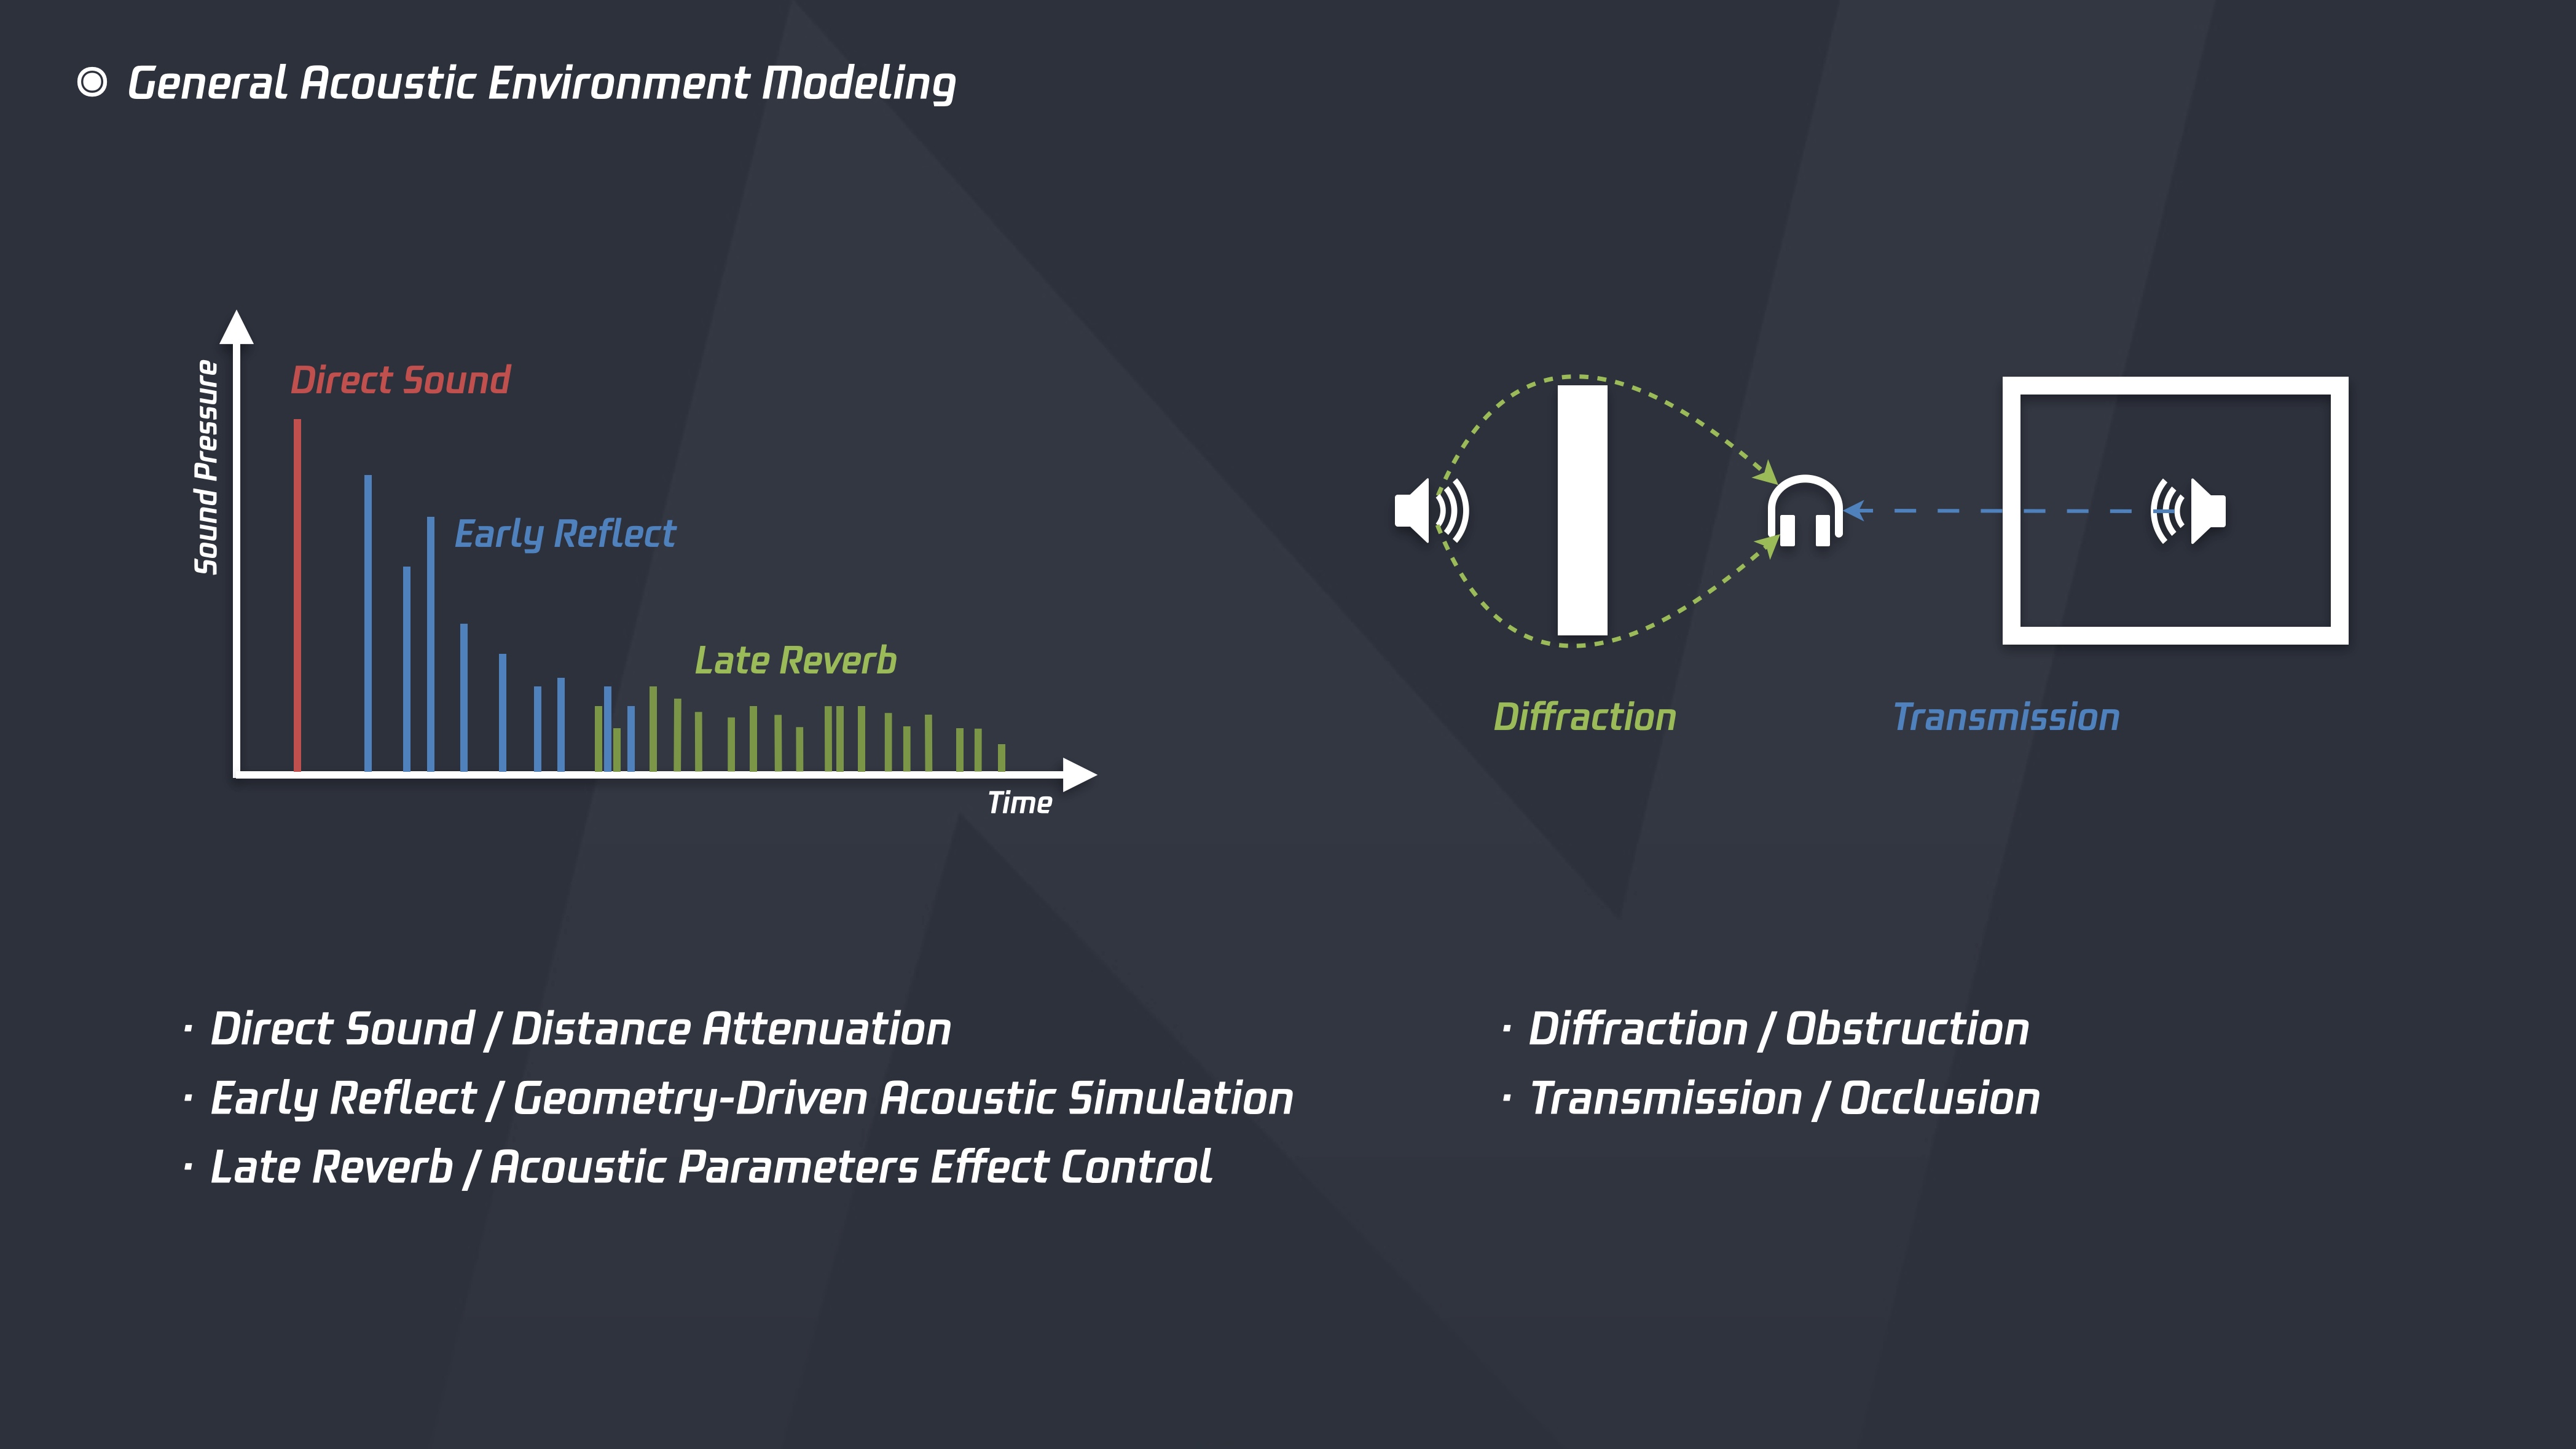 General Acoustic Environment Modeling
Sound Pressure
Direct Sound
Early Reflect
Late Reverb
Time
Diffraction
Transmission
· Direct Sound / Distance Attenuation
· Early Reflect / Geometry-Driven Acoustic Simulation
· Late Reverb / Acoustic Parameters Effect Control
· Diffraction / Obstruction
· Transmission / Occlusion